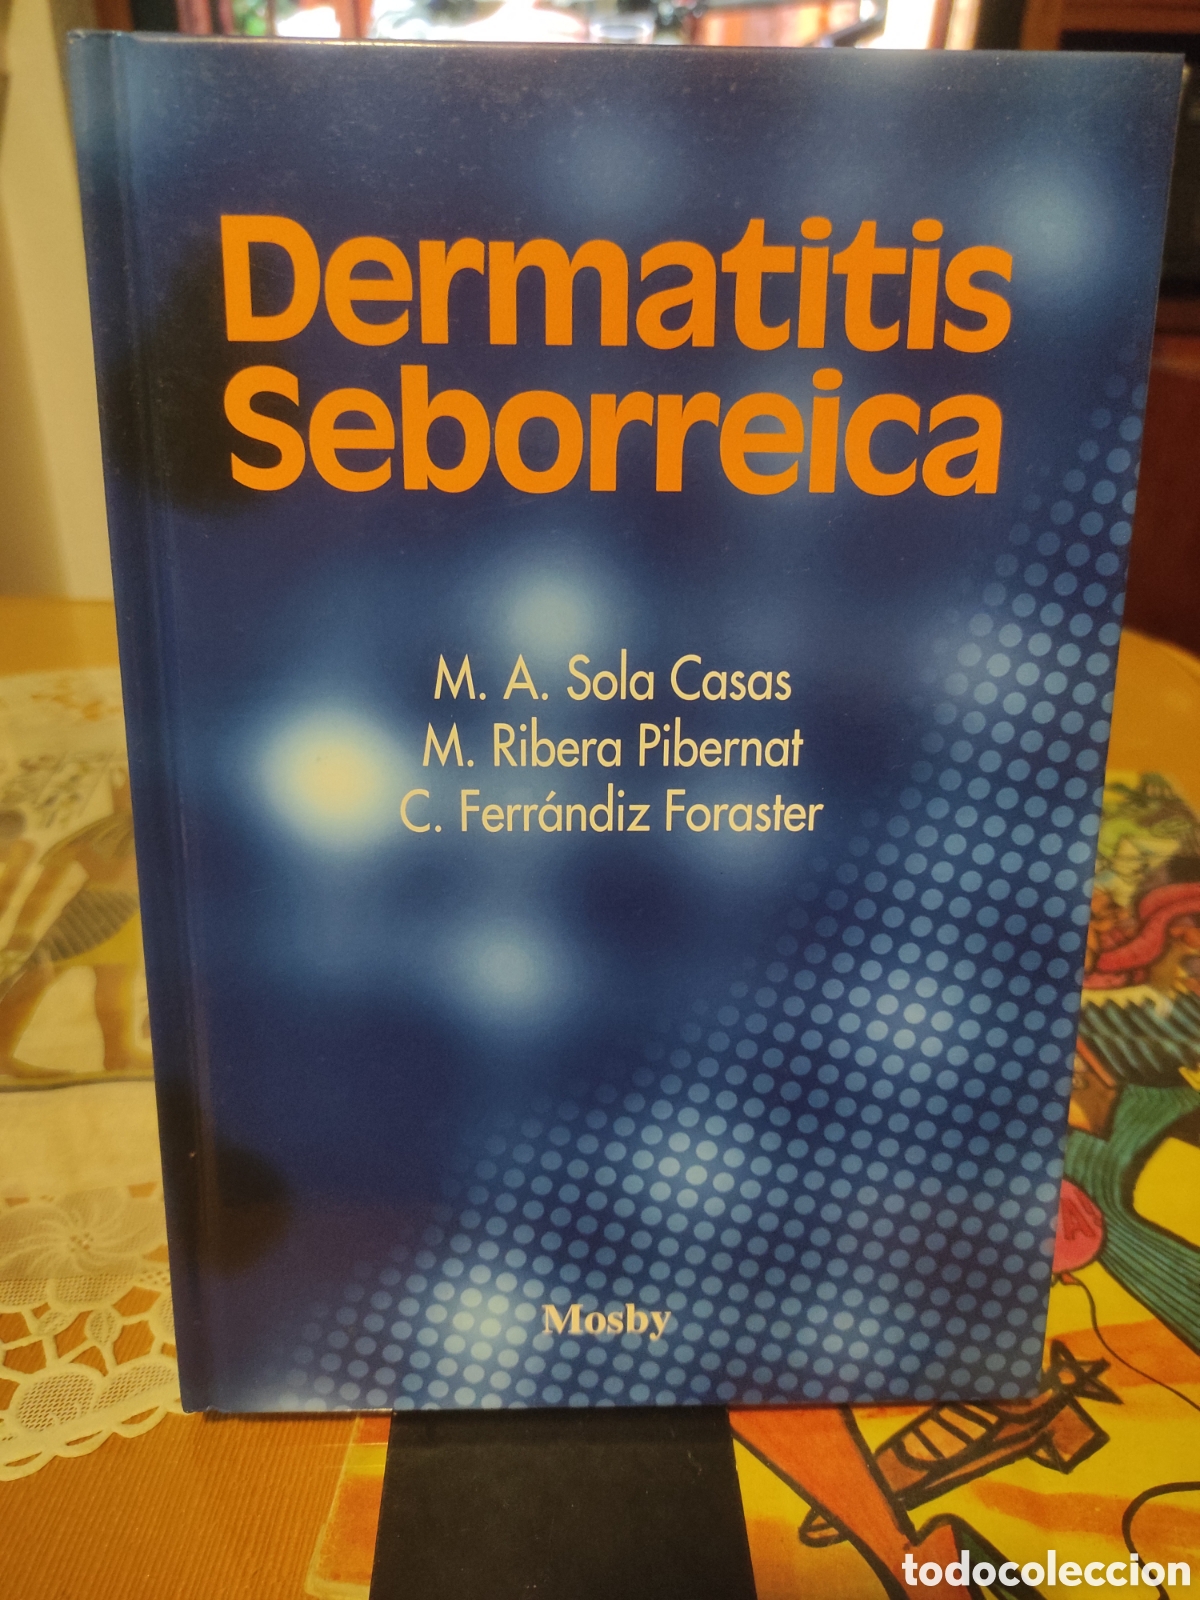 Dermatitis
Seborreica
M. A. Sola Casas
M. Ribera Pibernat
C. Ferrándiz Foraster
Mosby
todocoleccion